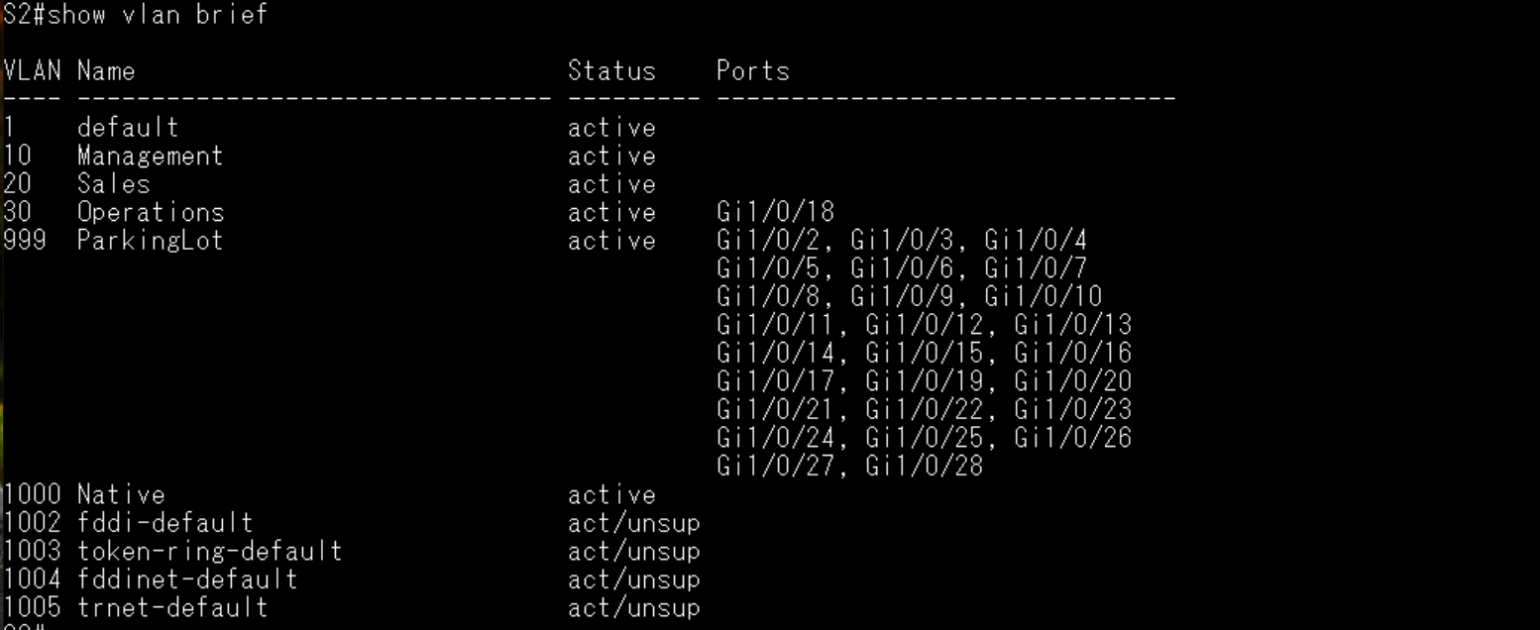 S2#show vlan brief
VLAN Name                             Status    Ports
---- -------------------------------- --------- -------------------------------
1    default                          active
10   Management                       active
20   Sales                            active
30   Operations                       active    Gi1/0/18
999  ParkingLot                       active    Gi1/0/2, Gi1/0/3, Gi1/0/4
                                                Gi1/0/5, Gi1/0/6, Gi1/0/7
                                                Gi1/0/8, Gi1/0/9, Gi1/0/10
                                                Gi1/0/11, Gi1/0/12, Gi1/0/13
                                                Gi1/0/14, Gi1/0/15, Gi1/0/16
                                                Gi1/0/17, Gi1/0/19, Gi1/0/20
                                                Gi1/0/21, Gi1/0/22, Gi1/0/23
                                                Gi1/0/24, Gi1/0/25, Gi1/0/26
                                                Gi1/0/27, Gi1/0/28
1000 Native                           active
1002 fddi-default                     act/unsup
1003 token-ring-default               act/unsup
1004 fddinet-default                  act/unsup
1005 trnet-default                    act/unsup